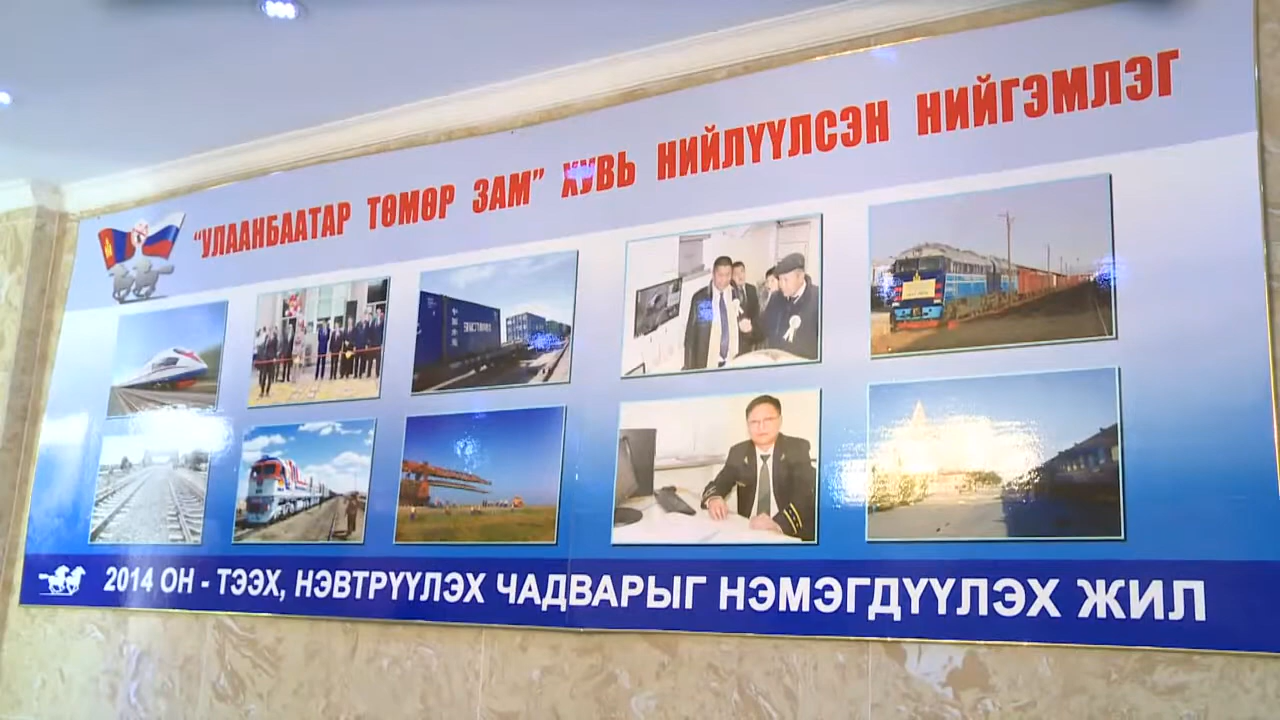 “УЛААНБААТАР ТӨМӨР ЗАМ” ХУВЬ НИЙЛҮҮЛСЭН НИЙГЭМЛЭГ
2014 ОН - ТЭЭХ, НЭВТРҮҮЛЭХ ЧАДВАРЫГ НЭМЭГДҮҮЛЭХ ЖИЛ